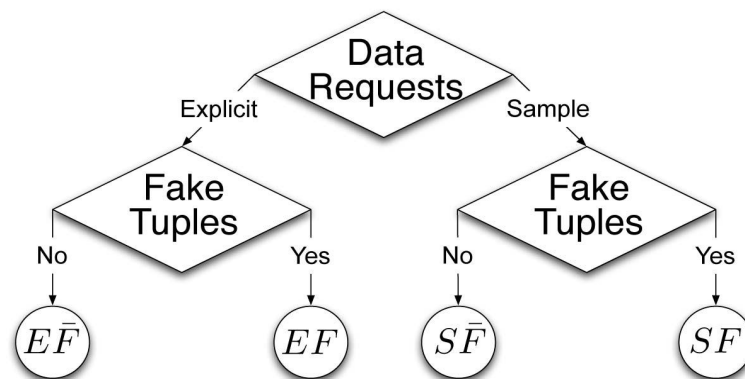 Data
Requests
Explicit
Sample
Fake
Tuples
Fake
Tuples
No
Yes
No
Yes
EF̄
EF
SF̄
SF